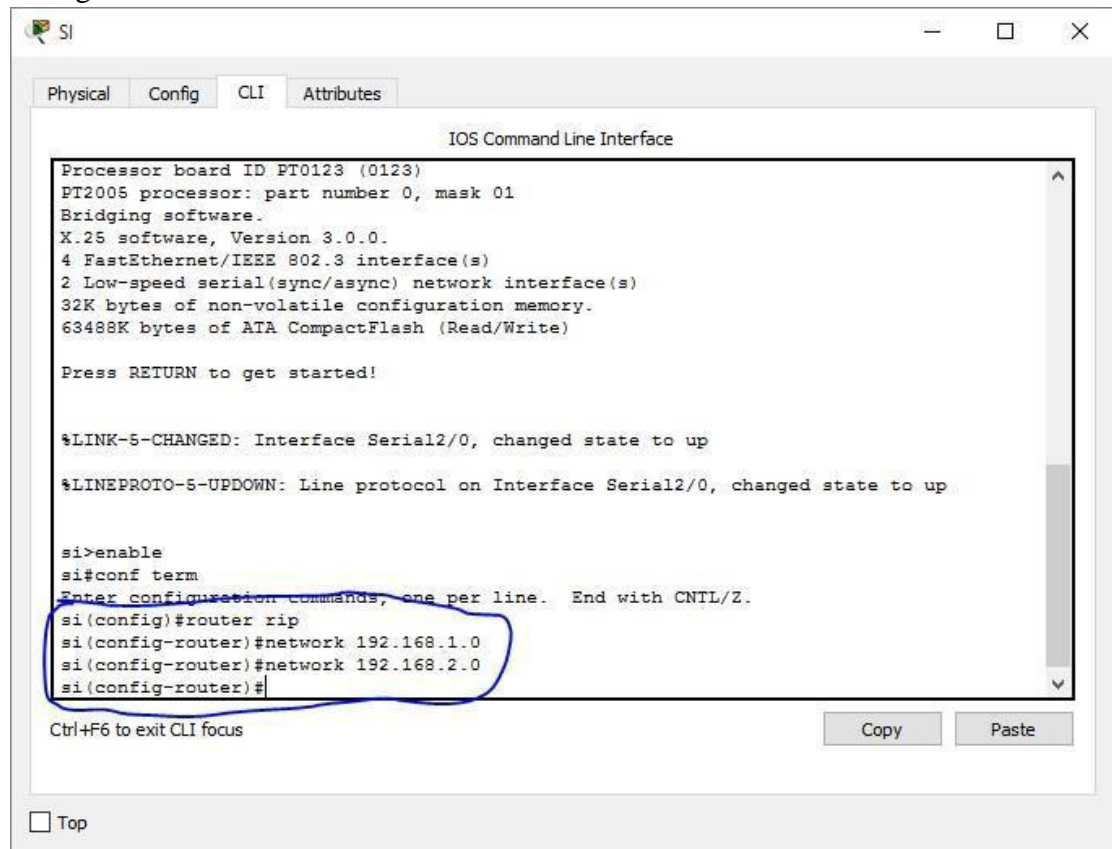 SI
Physical Config CLI Attributes
IOS Command Line Interface
Processor board ID PT0123 (0123)
PT2005 processor: part number 0, mask 01
Bridging software.
X.25 software, Version 3.0.0.
4 FastEthernet/IEEE 802.3 interface(s)
2 Low-speed serial(sync/async) network interface(s)
32K bytes of non-volatile configuration memory.
63488K bytes of ATA CompactFlash (Read/Write)
Press RETURN to get started!
%LINK-5-CHANGED: Interface Serial2/0, changed state to up
%LINEPROTO-5-UPDOWN: Line protocol on Interface Serial2/0, changed state to up
si>enable
si#conf term
Enter configuration commands, one per line. End with CNTL/Z.
si(config)#router rip
si(config-router)#network 192.168.1.0
si(config-router)#network 192.168.2.0
si(config-router)#
Ctrl+F6 to exit CLI focus
Copy Paste
Top